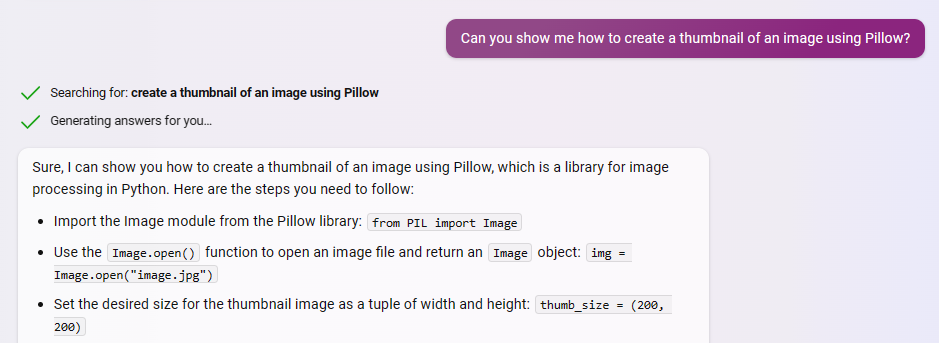 Can you show me how to create a thumbnail of an image using Pillow?
Searching for: create a thumbnail of an image using Pillow
Generating answers for you...
Sure, I can show you how to create a thumbnail of an image using Pillow, which is a library for image
processing in Python. Here are the steps you need to follow:
• Import the Image module from the Pillow library: from PIL import Image
• Use the Image.open() function to open an image file and return an Image object: img =
Image.open("image.jpg")
• Set the desired size for the thumbnail image as a tuple of width and height: thumb_size = (200,
200)